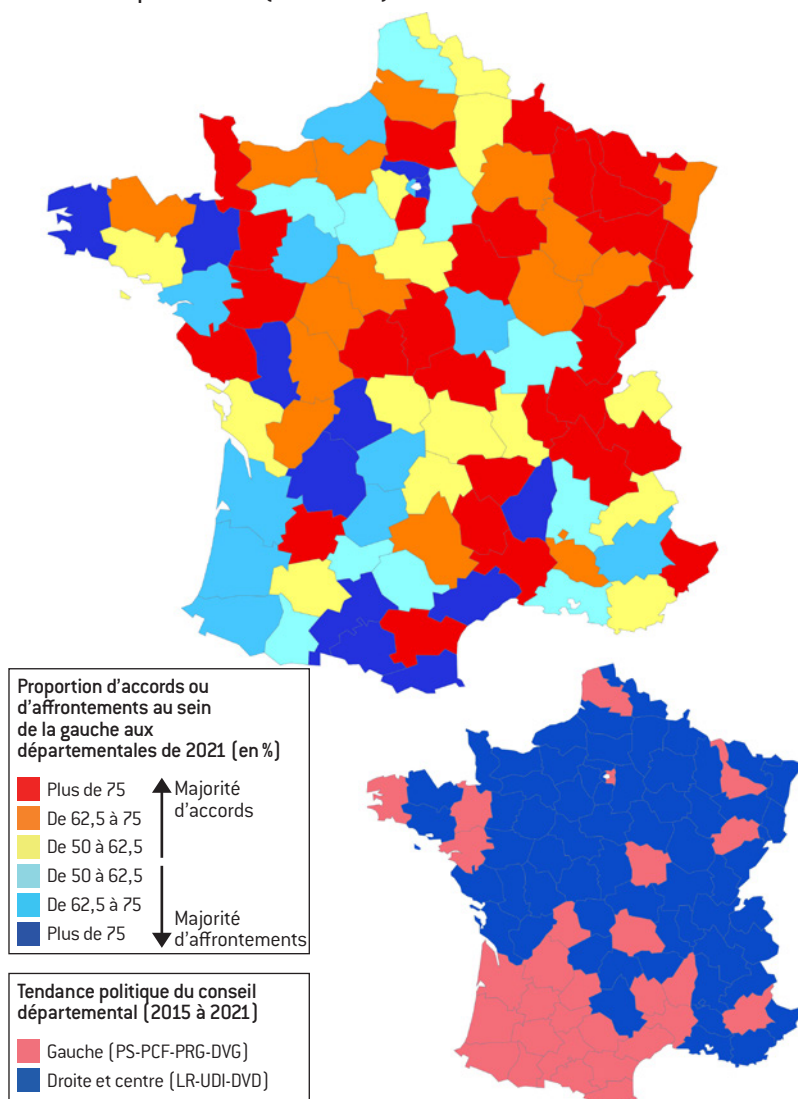 Proportion d'accords ou
d'affrontements au sein
de la gauche aux
départementales de 2021 (en %)
Plus de 75
De 62,5 à 75
De 50 à 62,5
De 50 à 62,5
De 62,5 à 75
Plus de 75
Majorité
d'accords
Majorité
d'affrontements
Tendance politique du conseil
départemental (2015 à 2021)
Gauche (PS-PCF-PRG-DVG)
Droite et centre (LR-UDI-DVD)